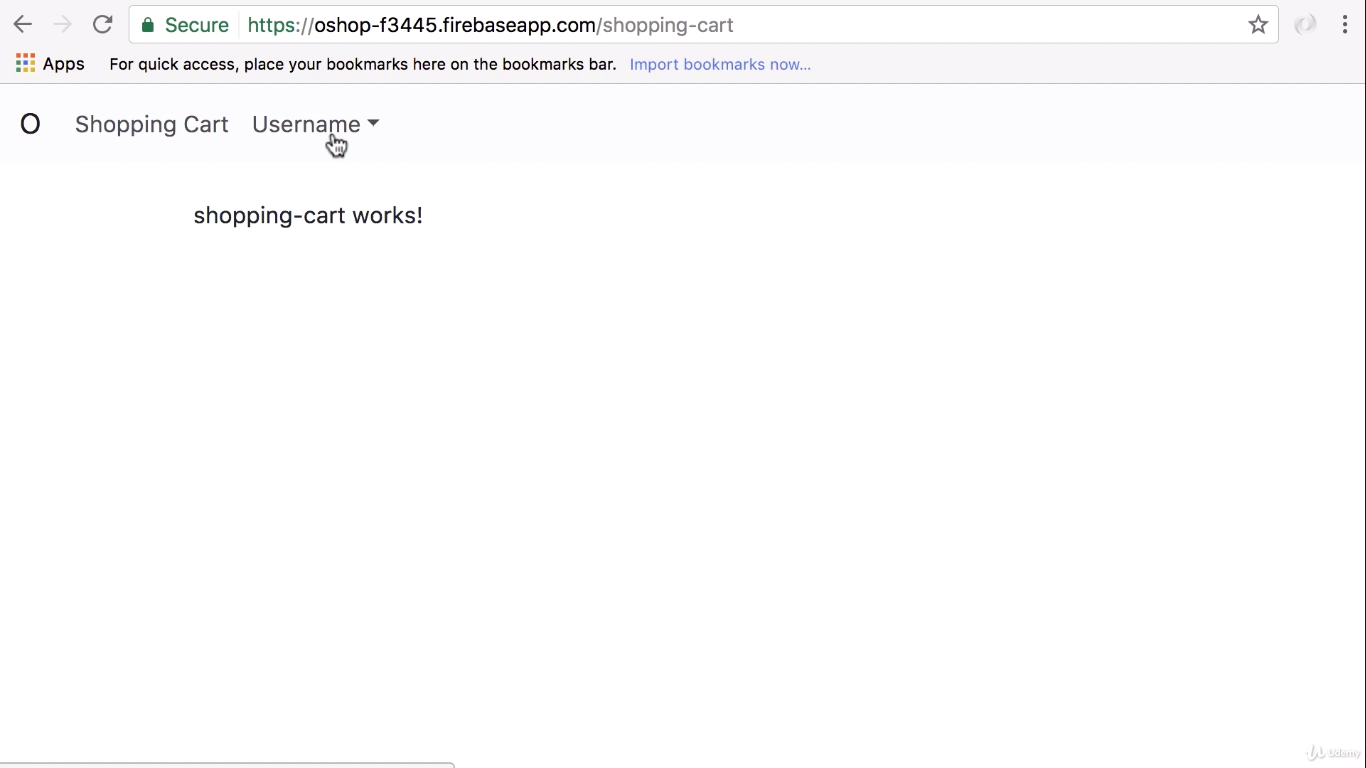 Secure https://oshop-f3445.firebaseapp.com/shopping-cart
Apps For quick access, place your bookmarks here on the bookmarks bar. Import bookmarks now...
O Shopping Cart Username
shopping-cart works!
Udemy